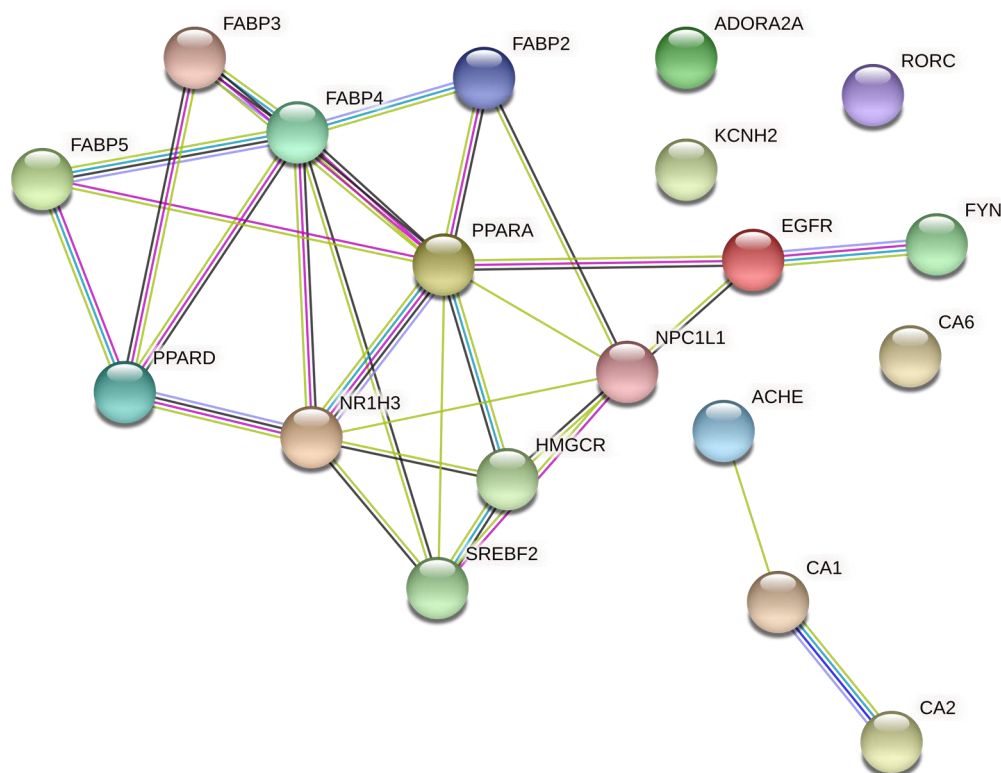 FABP3
ADORA2A
FABP2
RORC
FABP4
KCNH2
FABP5
FYN
EGFR
PPARA
CA6
NPC1L1
PPARD
ACHE
NR1H3
HMGCR
SREBF2
CA1
CA2